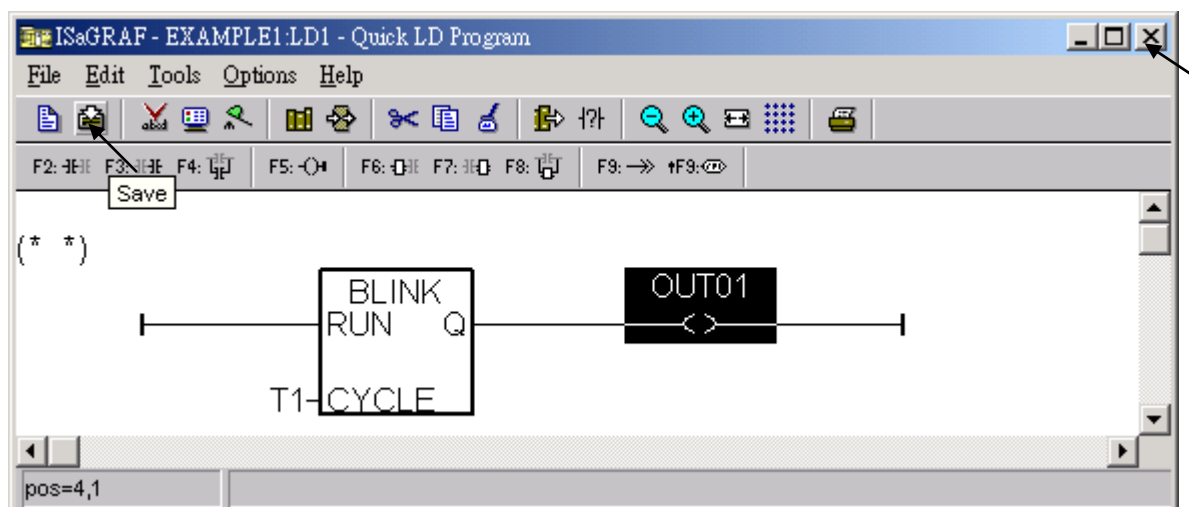 ISaGRAF - EXAMPLE1:LD1 - Quick LD Program
File Edit Tools Options Help
F2: F3: F4: F5: F6: F7: F8: F9: F9:
Save
(* *)
BLINK
RUN Q
T1 CYCLE
OUT01
pos=4,1